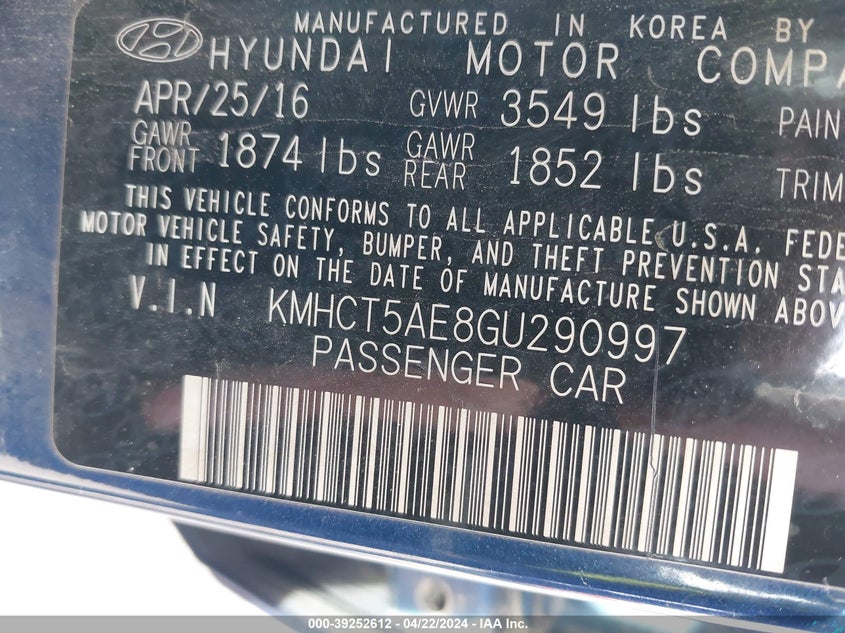 MANUFACTURED IN KOREA BY
HYUNDAI MOTOR COMPA
APR/25/16 GVWR 3549 lbs PAIN
GAWR FRONT 1874 lbs GAWR REAR 1852 lbs TRIM
THIS VEHICLE CONFORMS TO ALL APPLICABLE U.S.A. FEDE
MOTOR VEHICLE SAFETY, BUMPER, AND THEFT PREVENTION STA
IN EFFECT ON THE DATE OF MANUFACTURE SHOWN ABOV
V.I.N KMHCT5AE8GU290997
PASSENGER CAR
000-39252612 - 04/22/2024 - IAA Inc.